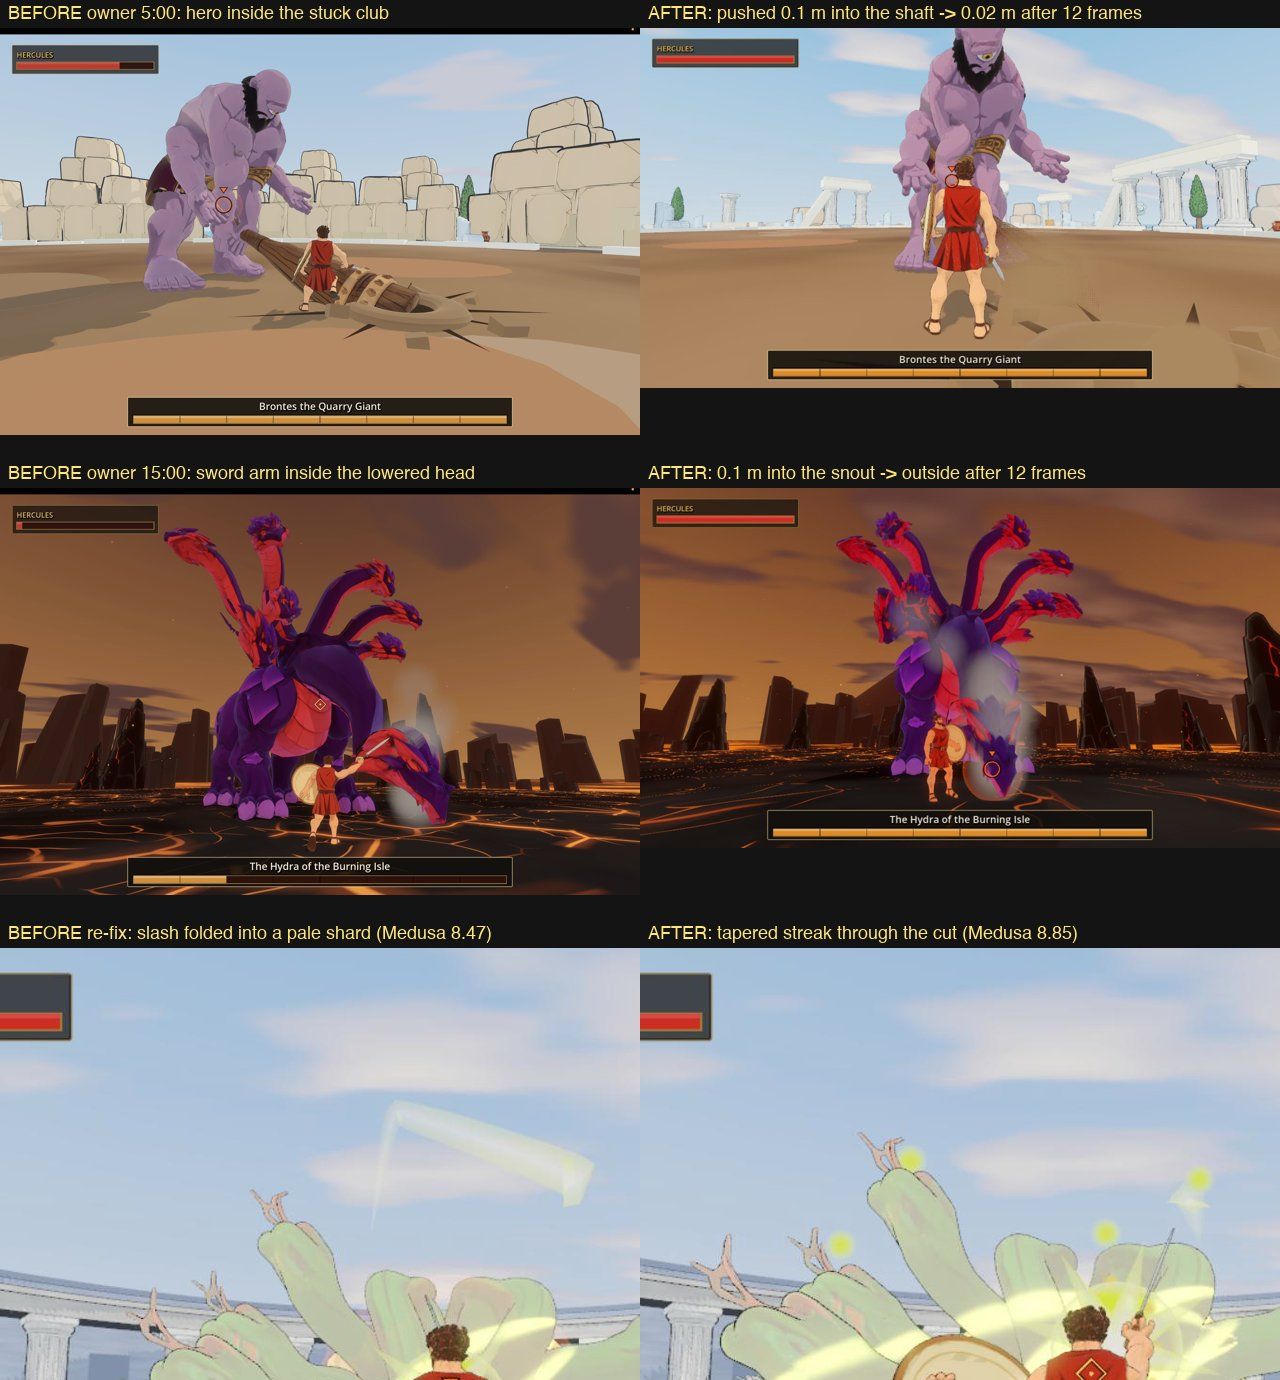 BEFORE owner 5:00: hero inside the stuck club
AFTER: pushed 0.1 m into the shaft -> 0.02 m after 12 frames
HERCULES
HERCULES
Brontes the Quarry Giant
Brontes the Quarry Giant
BEFORE owner 15:00: sword arm inside the lowered head
AFTER: 0.1 m into the snout -> outside after 12 frames
HERCULES
HERCULES
The Hydra of the Burning Isle
The Hydra of the Burning Isle
BEFORE re-fix: slash folded into a pale shard (Medusa 8.47)
AFTER: tapered streak through the cut (Medusa 8.85)